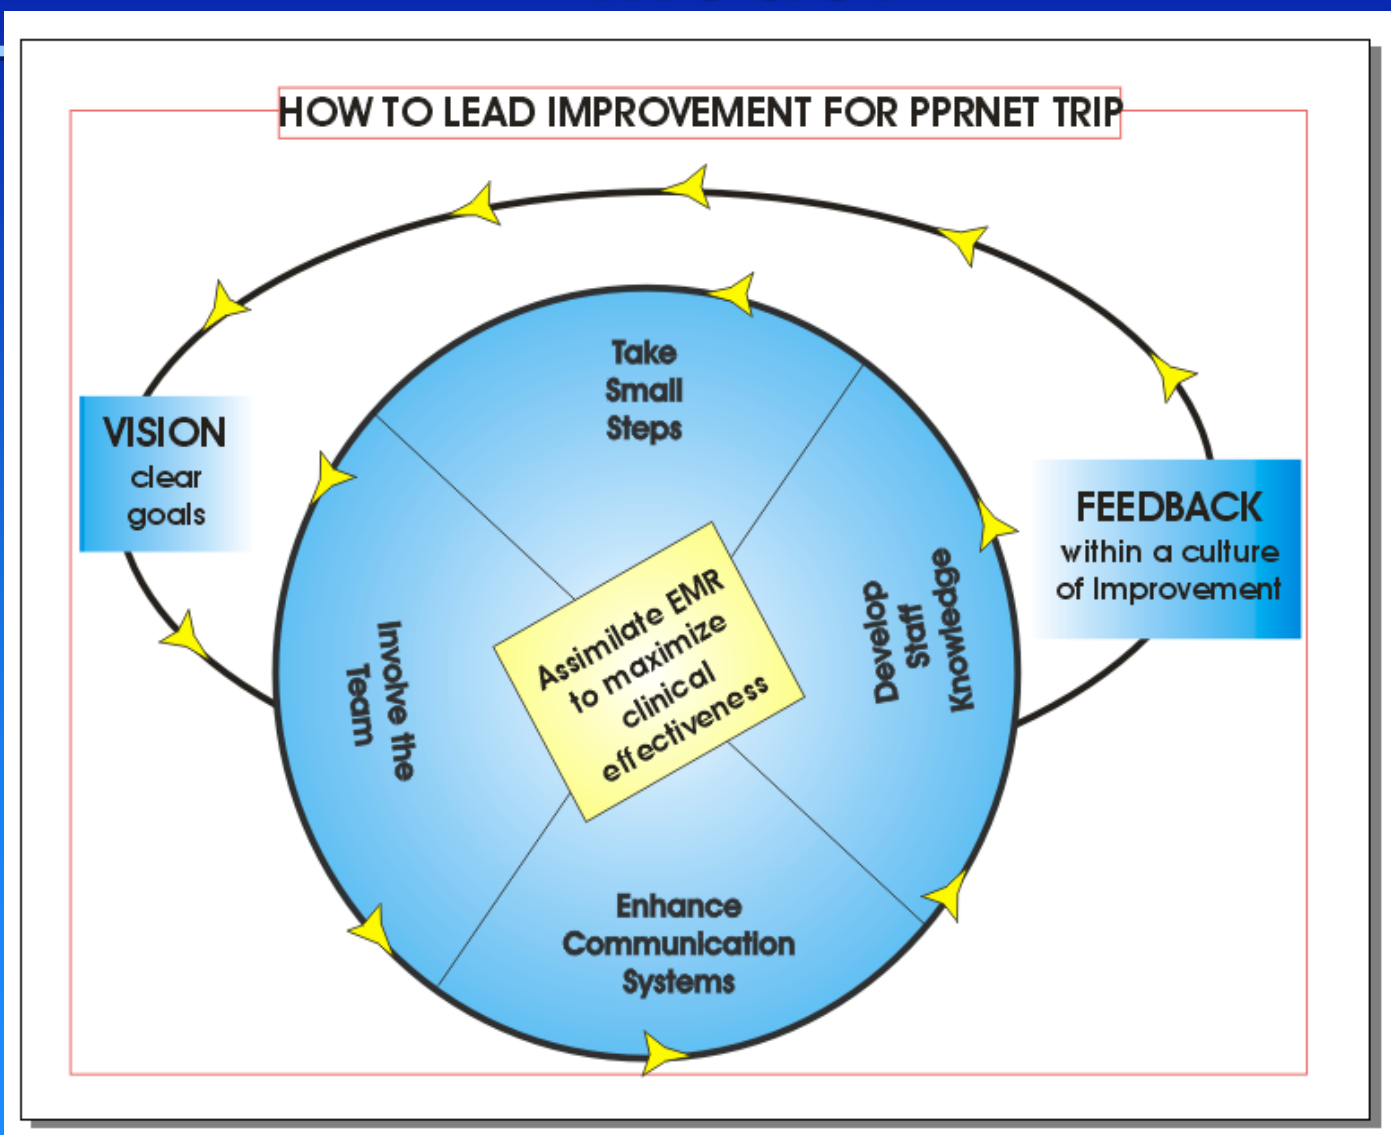 HOW TO LEAD IMPROVEMENT FOR PPRNET TRIP
Take
Small
Steps
VISION
clear
goals
FEEDBACK
within a culture
of Improvement
Involve the
Team
Assimilate EMR
to maximize
clinical
effectiveness
Develop
Staff
Knowledge
Enhance
Communication
Systems